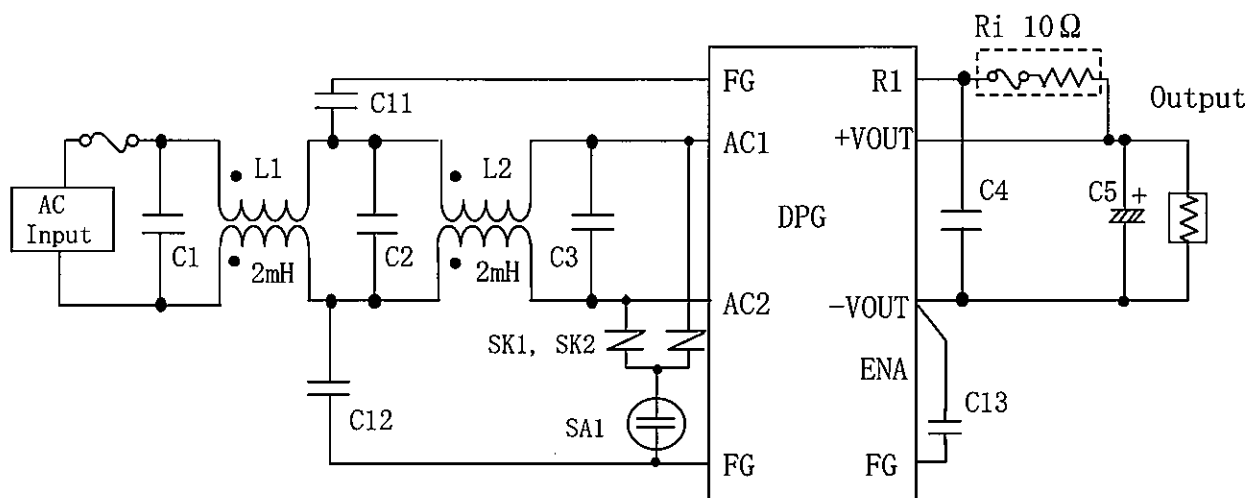 Ri 10Ω
FG
R1
C11
Output
AC1
+VOUT
L1
L2
AC
Input
C4
C5
+
DPG
C1
C2
C3
2mH
2mH
AC2
-VOUT
SK1, SK2
ENA
C12
SA1
C13
FG
FG